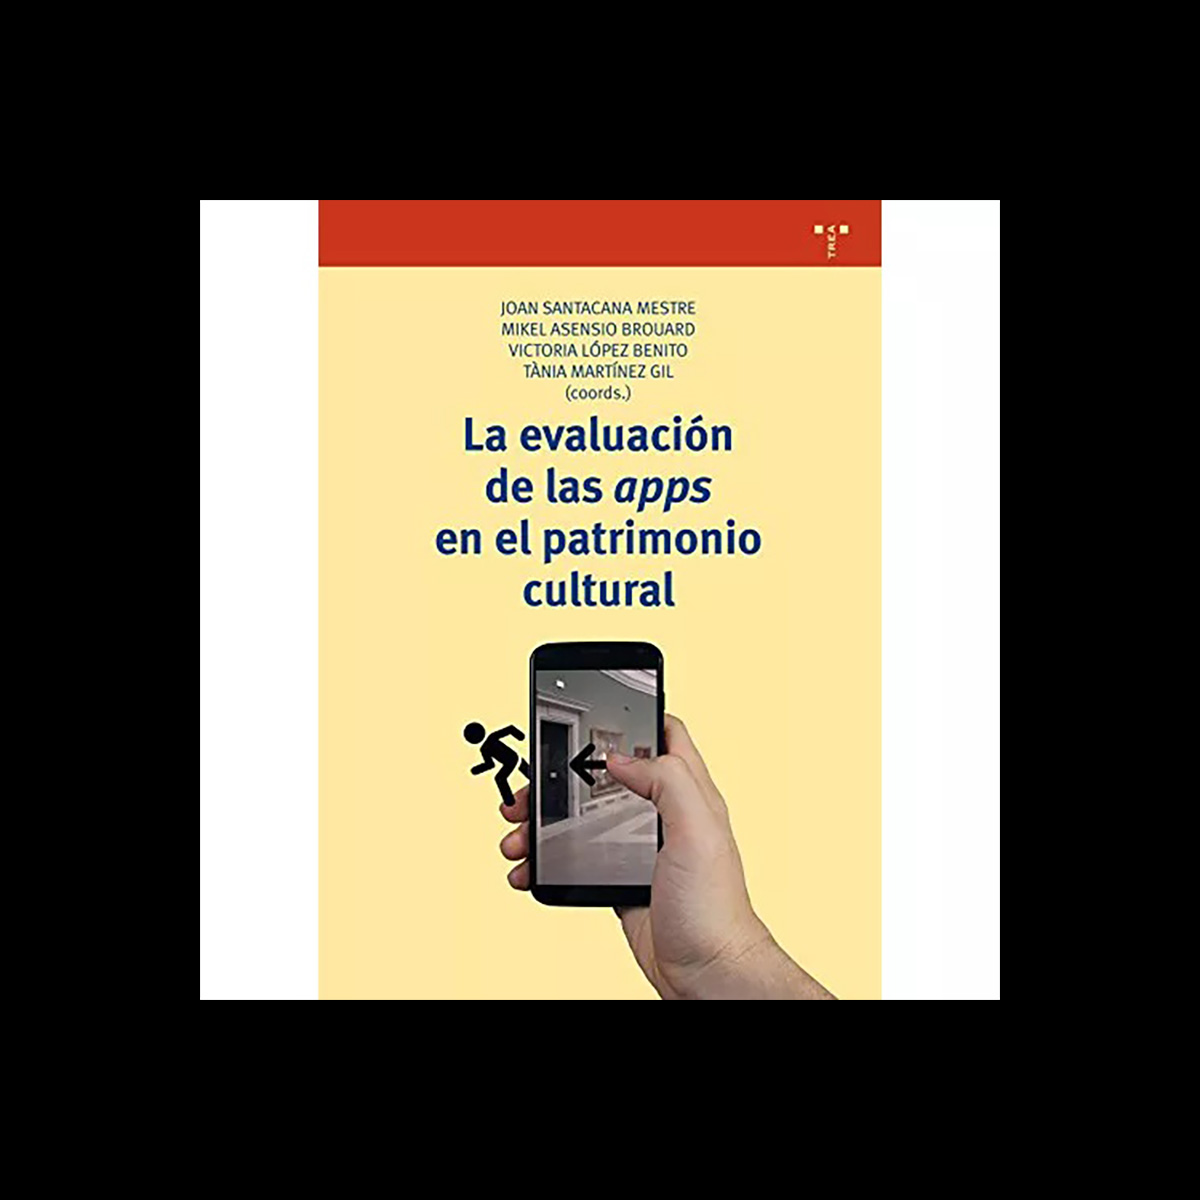 TREA
JOAN SANTACANA MESTRE
MIKEL ASENSIO BROUARD
VICTORIA LÓPEZ BENITO
TÀNIA MARTÍNEZ GIL
(coords.)
La evaluación
de las apps
en el patrimonio
cultural